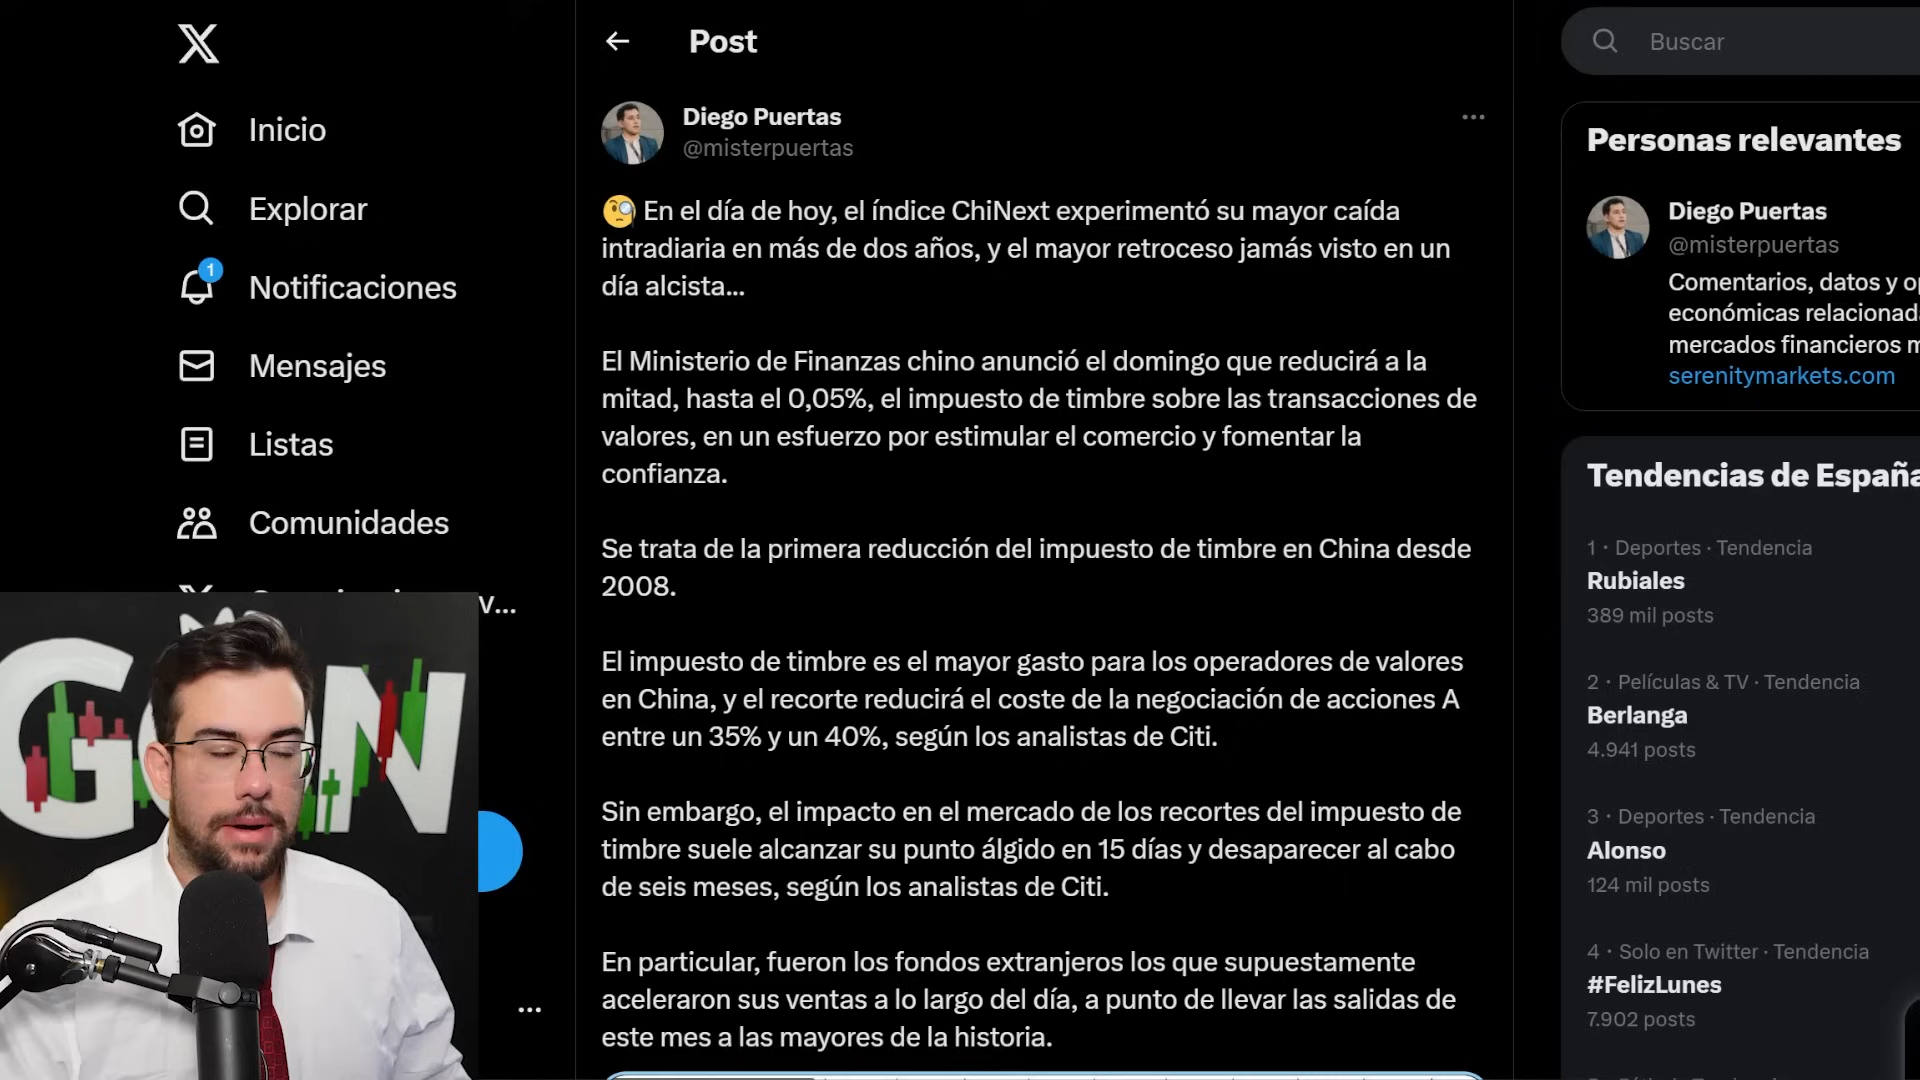 Inicio
Explorar
1
Notificaciones
Mensajes
Listas
Comunidades
v...
GON
Post
Diego Puertas
@misterpuertas
En el día de hoy, el índice ChiNext experimentó su mayor caída
intradiaria en más de dos años, y el mayor retroceso jamás visto en un
día alcista...
El Ministerio de Finanzas chino anunció el domingo que reducirá a la
mitad, hasta el 0,05%, el impuesto de timbre sobre las transacciones de
valores, en un esfuerzo por estimular el comercio y fomentar la
confianza.
Se trata de la primera reducción del impuesto de timbre en China desde
2008.
El impuesto de timbre es el mayor gasto para los operadores de valores
en China, y el recorte reducirá el coste de la negociación de acciones A
entre un 35% y un 40%, según los analistas de Citi.
Sin embargo, el impacto en el mercado de los recortes del impuesto de
timbre suele alcanzar su punto álgido en 15 días y desaparecer al cabo
de seis meses, según los analistas de Citi.
En particular, fueron los fondos extranjeros los que supuestamente
aceleraron sus ventas a lo largo del día, a punto de llevar las salidas de
este mes a las mayores de la historia.
Buscar
Personas relevantes
Diego Puertas
@misterpuertas
Comentarios, datos y op
económicas relacionada
mercados financieros m
serenitymarkets.com
Tendencias de España
1 · Deportes · Tendencia
Rubiales
389 mil posts
2 · Películas & TV · Tendencia
Berlanga
4.941 posts
3 · Deportes · Tendencia
Alonso
124 mil posts
4 · Solo en Twitter · Tendencia
#FelizLunes
7.902 posts